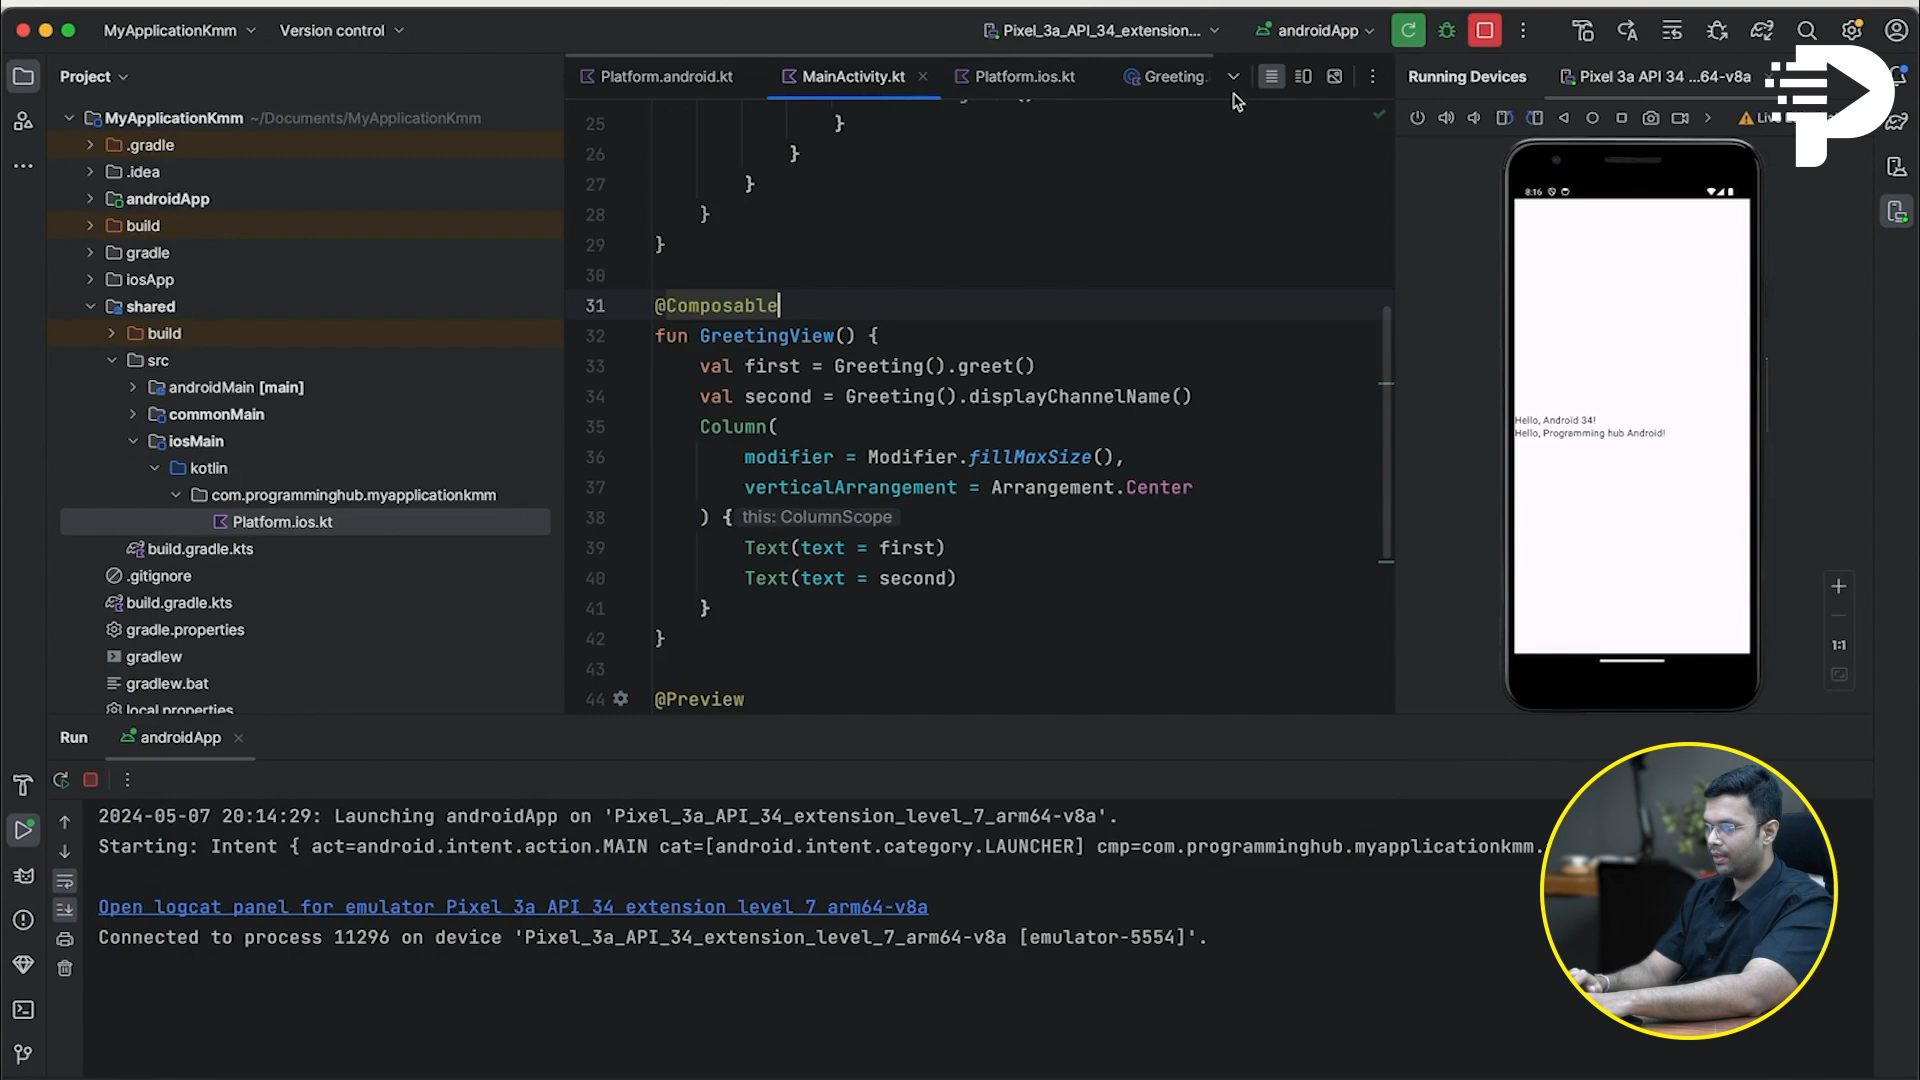 MyApplicationKmm
Version control
Pixel_3a_API_34_extension...
androidApp
Project
Platform.android.kt
MainActivity.kt
Platform.ios.kt
Greeting.
Running Devices
Pixel 3a API 34 ...64-v8a
MyApplicationKmm ~/Documents/MyApplicationKmm
.gradle
.idea
androidApp
build
gradle
iosApp
shared
build
src
androidMain [main]
commonMain
iosMain
kotlin
com.programminghub.myapplicationkmm
Platform.ios.kt
build.gradle.kts
.gitignore
build.gradle.kts
gradle.properties
gradlew
gradlew.bat
local.properties
25 }
26 }
27 }
28 }
29 }
30
31 @Composable
32 fun GreetingView() {
33 val first = Greeting().greet()
34 val second = Greeting().displayChannelName()
35 Column(
36 modifier = Modifier.fillMaxSize(),
37 verticalArrangement = Arrangement.Center
38 ) { this: ColumnScope
39 Text(text = first)
40 Text(text = second)
41 }
42 }
43
44 @Preview
8:16
Hello, Android 34!
Hello, Programming hub Android!
1:1
Run
androidApp
2024-05-07 20:14:29: Launching androidApp on 'Pixel_3a_API_34_extension_level_7_arm64-v8a'.
Starting: Intent { act=android.intent.action.MAIN cat=[android.intent.category.LAUNCHER] cmp=com.programminghub.myapplicationkmm.
Open logcat panel for emulator Pixel 3a API 34 extension level 7 arm64-v8a
Connected to process 11296 on device 'Pixel_3a_API_34_extension_level_7_arm64-v8a [emulator-5554]'.